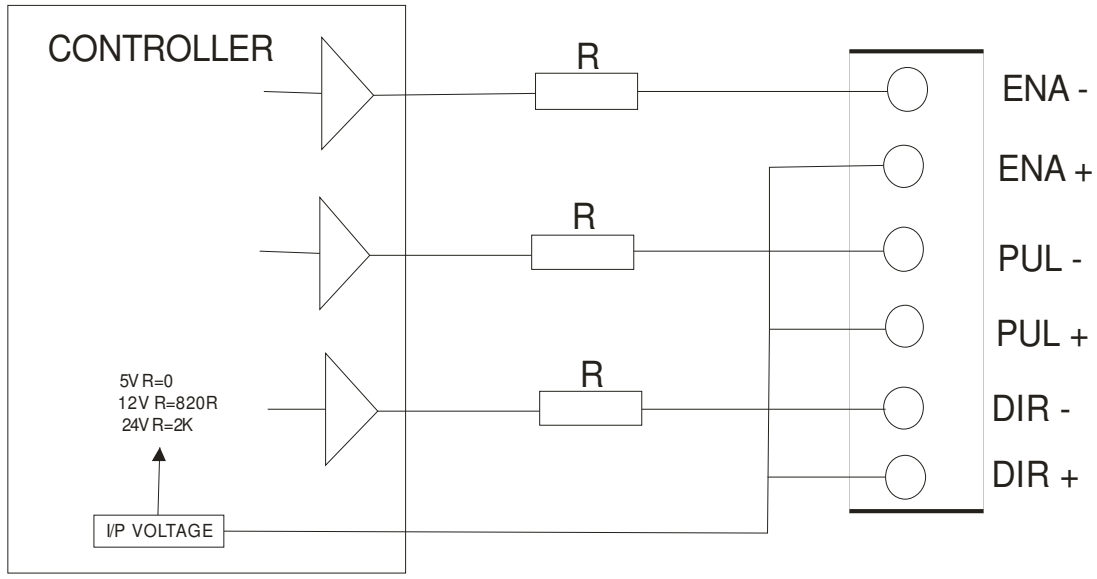 CONTROLLER
R
ENA -
ENA +
R
PUL -
PUL +
R
5V R=0
12V R=820R
24V R=2K
DIR -
DIR +
I/P VOLTAGE